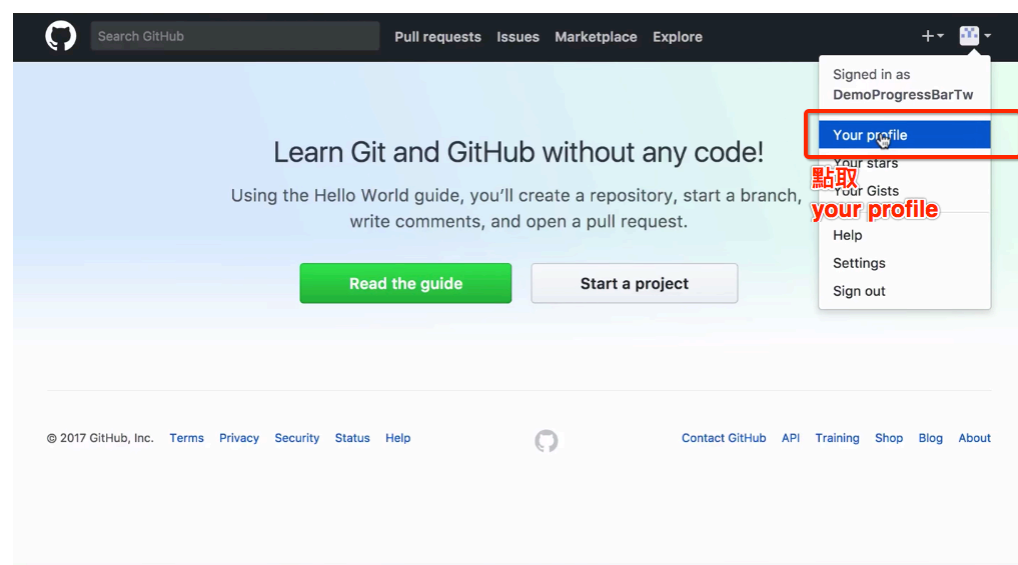 Search GitHub
Pull requests Issues Marketplace Explore
Signed in as
DemoProgressBarTw
Your profile
Your stars
Your Gists
Help
Settings
Sign out
點取
your profile
Learn Git and GitHub without any code!
Using the Hello World guide, you’ll create a repository, start a branch,
write comments, and open a pull request.
Read the guide
Start a project
© 2017 GitHub, Inc. Terms Privacy Security Status Help
Contact GitHub API Training Shop Blog About